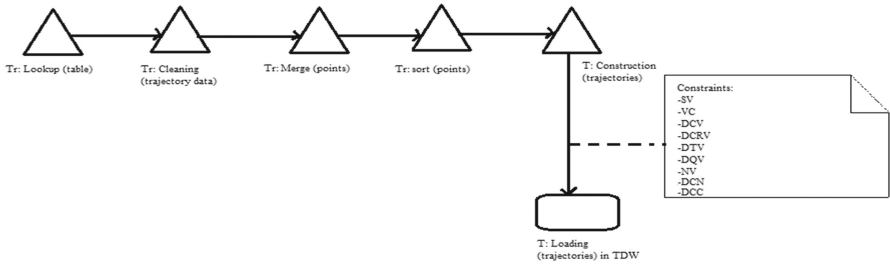 Tr: Lookup (table)
Tr: Cleaning
(trajectory data)
Tr: Merge (points)
Tr: sort (points)
T: Construction
(trajectories)
Constraints:
-SV
-VC
-DCV
-DCRV
-DTV
-DQV
-NV
-DCN
-DCC
T: Loading
(trajectories) in TDW